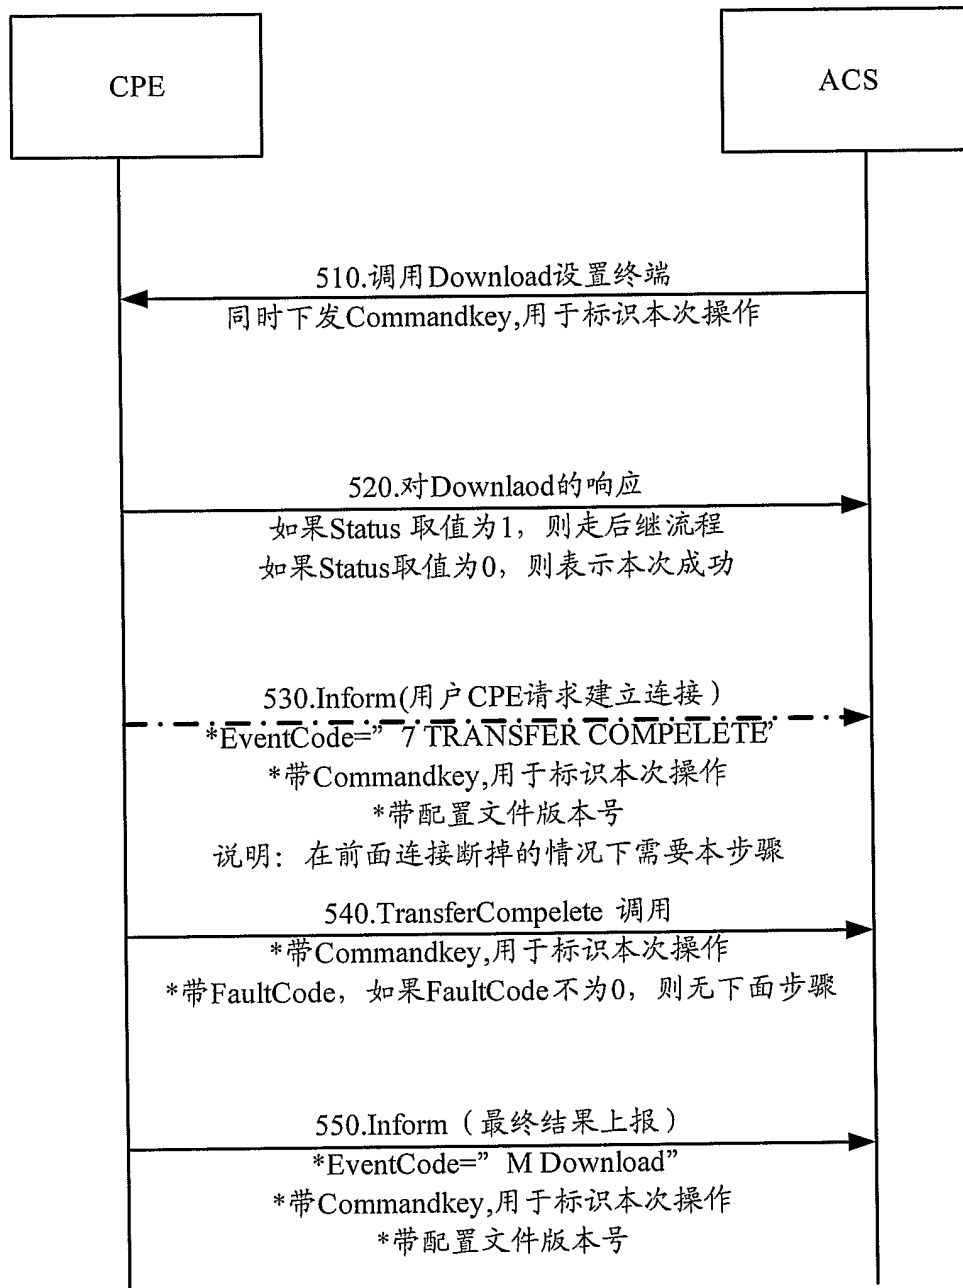 CPE
ACS
510.调用Download设置终端
同时下发Commandkey,用于标识本次操作
520.对Downlaod的响应
如果Status 取值为1，则走后继流程
如果Status取值为0，则表示本次成功
530.Inform(用户CPE请求建立连接）
*EventCode=” 7 TRANSFER COMPELETE”
*带Commandkey,用于标识本次操作
*带配置文件版本号
说明：在前面连接断掉的情况下需要本步骤
540.TransferCompelete 调用
*带Commandkey,用于标识本次操作
*带FaultCode，如果FaultCode不为0，则无下面步骤
550.Inform（最终结果上报）
*EventCode=” M Download”
*带Commandkey,用于标识本次操作
*带配置文件版本号